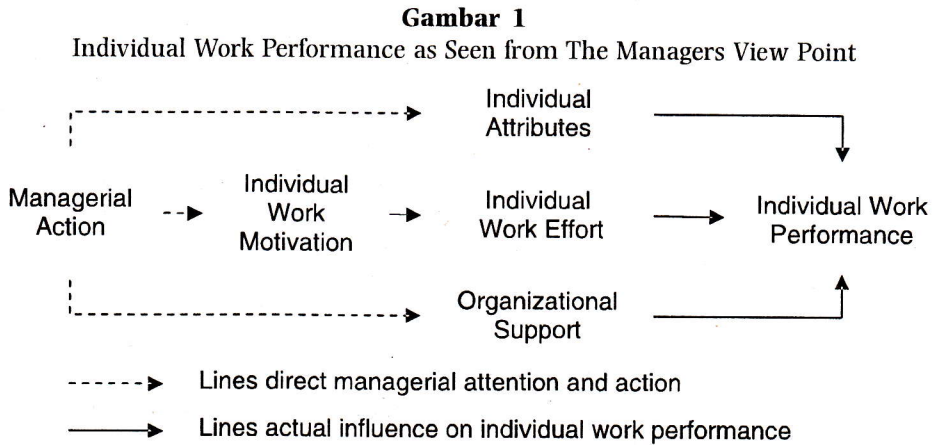 Gambar 1
Individual Work Performance as Seen from The Managers View Point
Individual
Attributes
Managerial
Action
Individual
Work
Motivation
Individual
Work Effort
Individual Work
Performance
Organizational
Support
Lines direct managerial attention and action
Lines actual influence on individual work performance